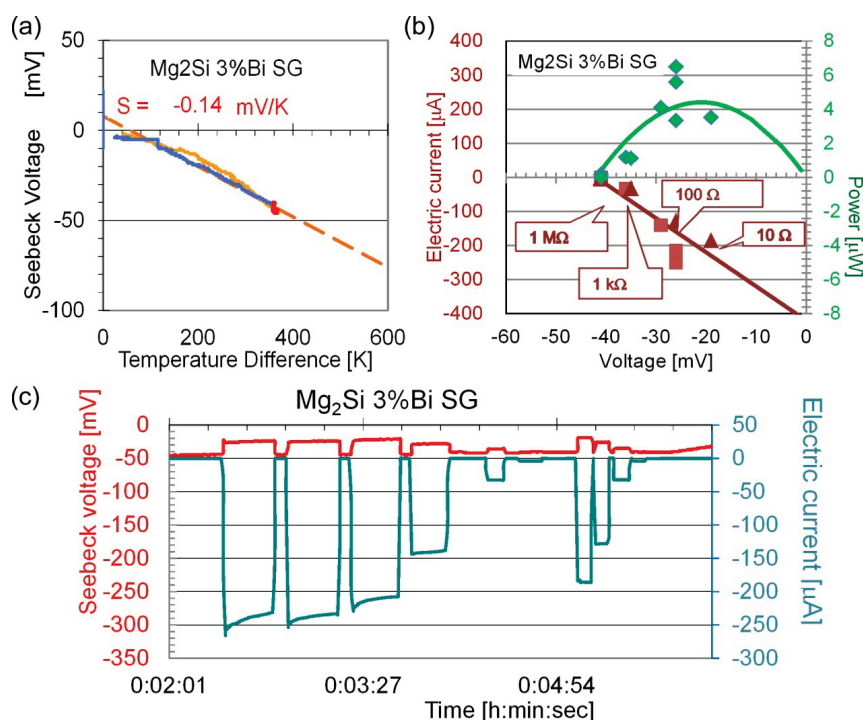 (a)
50
0
-50
-100
Seebeck Voltage [mV]
Mg2Si 3%Bi SG
S = -0.14 mV/K
0 200 400 600
Temperature Difference [K]
(b)
400
300
200
100
0
-100
-200
-300
-400
Electric current [µA]
Mg2Si 3%Bi SG
1 MΩ
1 kΩ
100 Ω
10 Ω
8
6
4
2
0
-2
-4
-6
-8
Power [µW]
-60 -50 -40 -30 -20 -10 0
Voltage [mV]
(c)
Mg₂Si 3%Bi SG
0
-50
-100
-150
-200
-250
-300
-350
Seebeck voltage [mV]
50
0
-50
-100
-150
-200
-250
-300
Electric current [µA]
0:02:01 0:03:27 0:04:54
Time [h:min:sec]